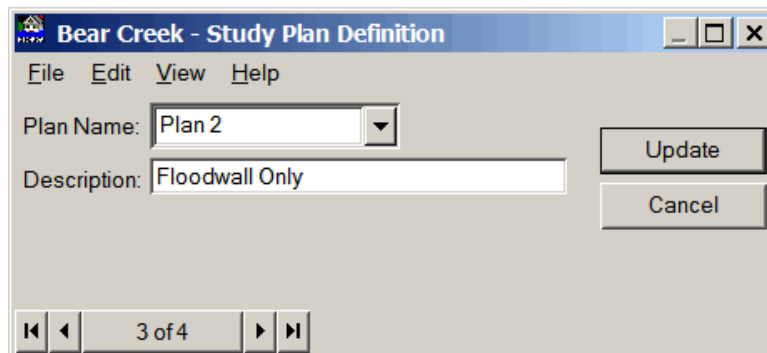 Bear Creek - Study Plan Definition
File Edit View Help
Plan Name: Plan 2
Update
Description: Floodwall Only
Cancel
3 of 4